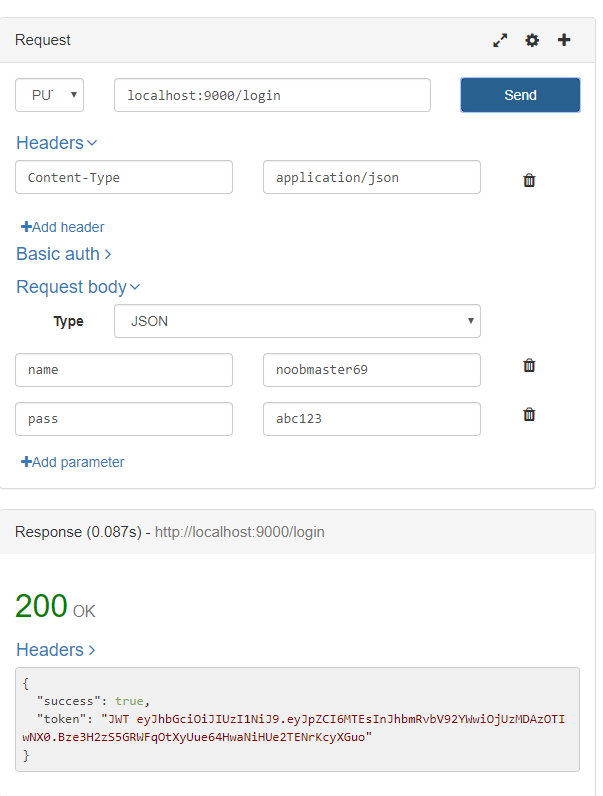 Request
PUT
localhost:9000/login
Send
Headers
Content-Type
application/json
Add header
Basic auth
Request body
Type
JSON
name
noobmaster69
pass
abc123
Add parameter
Response (0.087s) - http://localhost:9000/login
200 OK
Headers
{
"success": true,
"token": "JWT eyJhbGciOiJIUzI1NiJ9.eyJpZCI6MTEsInJhbmRvbV92YWwiOjUzMDAzOTI
wNX0.Bze3H2zS5GRWFqOtXyUue64HwaNiHUe2TENrKcyXGuo"
}